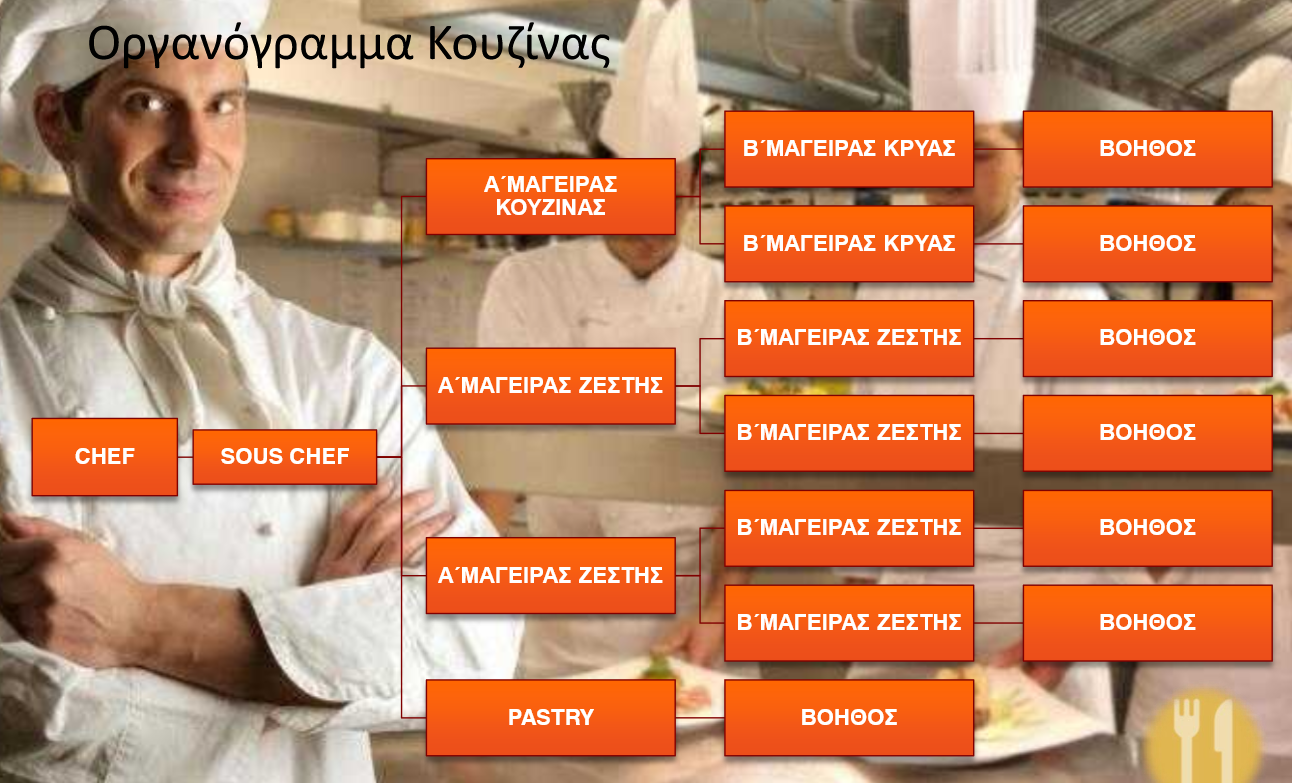 Οργανόγραμμα Κουζίνας
CHEF
SOUS CHEF
Α΄ΜΑΓΕΙΡΑΣ
ΚΟΥΖΙΝΑΣ
Β΄ΜΑΓΕΙΡΑΣ ΚΡΥΑΣ
ΒΟΗΘΟΣ
Β΄ΜΑΓΕΙΡΑΣ ΚΡΥΑΣ
ΒΟΗΘΟΣ
Α΄ΜΑΓΕΙΡΑΣ ΖΕΣΤΗΣ
Β΄ΜΑΓΕΙΡΑΣ ΖΕΣΤΗΣ
ΒΟΗΘΟΣ
Β΄ΜΑΓΕΙΡΑΣ ΖΕΣΤΗΣ
ΒΟΗΘΟΣ
Α΄ΜΑΓΕΙΡΑΣ ΖΕΣΤΗΣ
Β΄ΜΑΓΕΙΡΑΣ ΖΕΣΤΗΣ
ΒΟΗΘΟΣ
Β΄ΜΑΓΕΙΡΑΣ ΖΕΣΤΗΣ
ΒΟΗΘΟΣ
PASTRY
ΒΟΗΘΟΣ